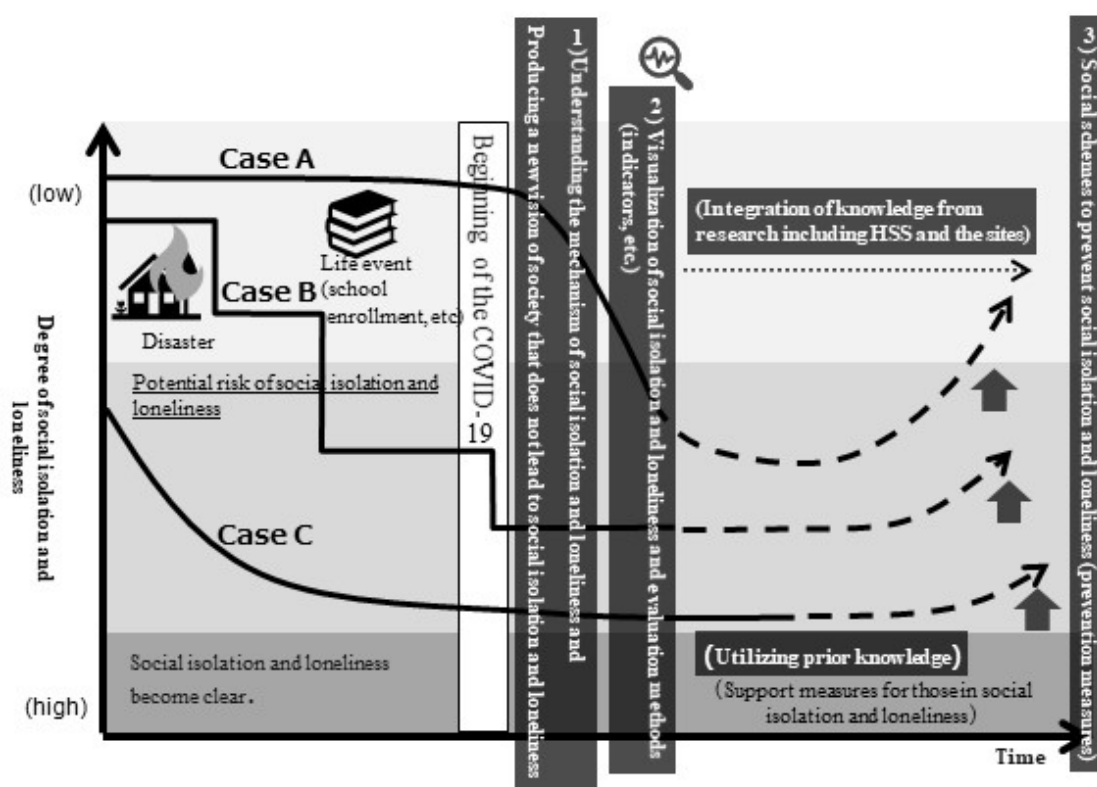 Case A
(low)
Life event
(school
enrollment, etc)
Case B
Disaster
Degree of social isolation and
loneliness
Potential risk of social isolation and
loneliness
Case C
Social isolation and loneliness
become clear.
(high)
Beginning of the COVID-
19
1)Understanding the mechanism of social isolation and loneliness and
Producing a new vision of society that does not lead to social isolation and loneliness
2) Visualization of social isolation and loneliness and evaluation methods
(indicators, etc.)
(Integration of knowledge from
research including HSS and the sites)
(Utilizing prior knowledge)
(Support measures for those in social
isolation and loneliness)
Time
3) Social schemes to prevent social isolation and loneliness (prevention measures)